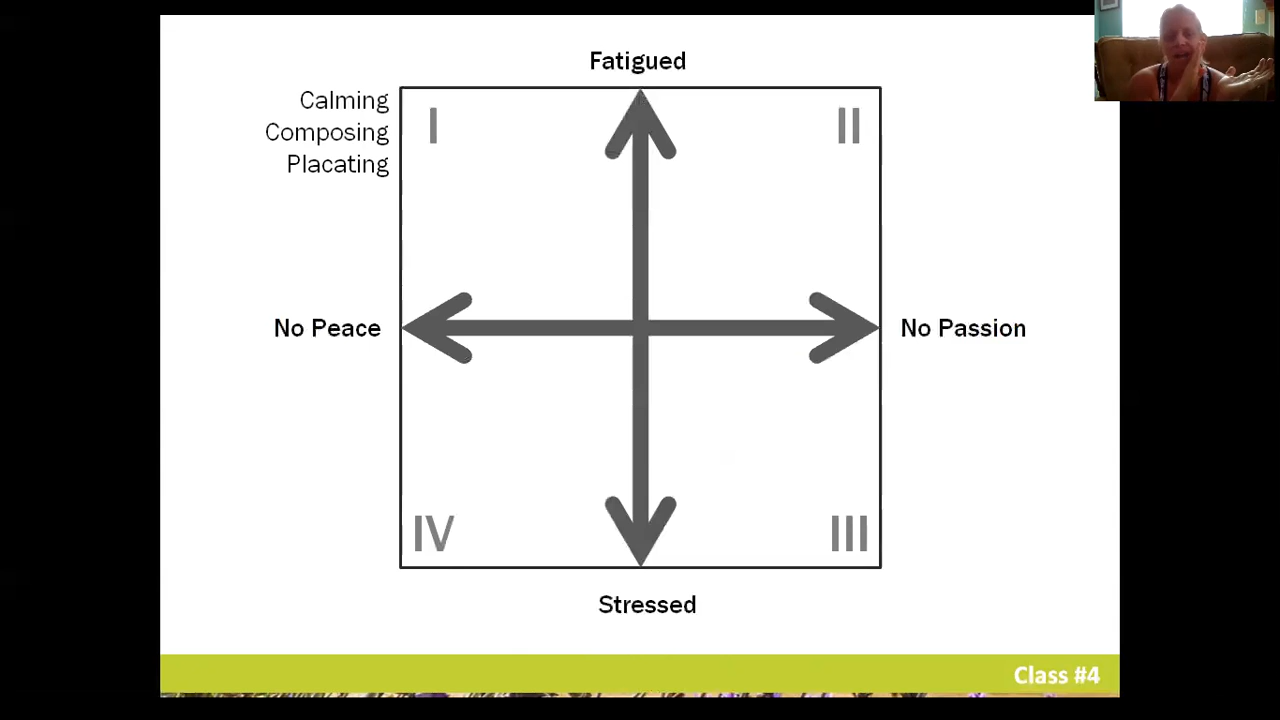 Fatigued
Calming
Composing
Placating
I
II
No Peace
No Passion
IV
III
Stressed
Class #4